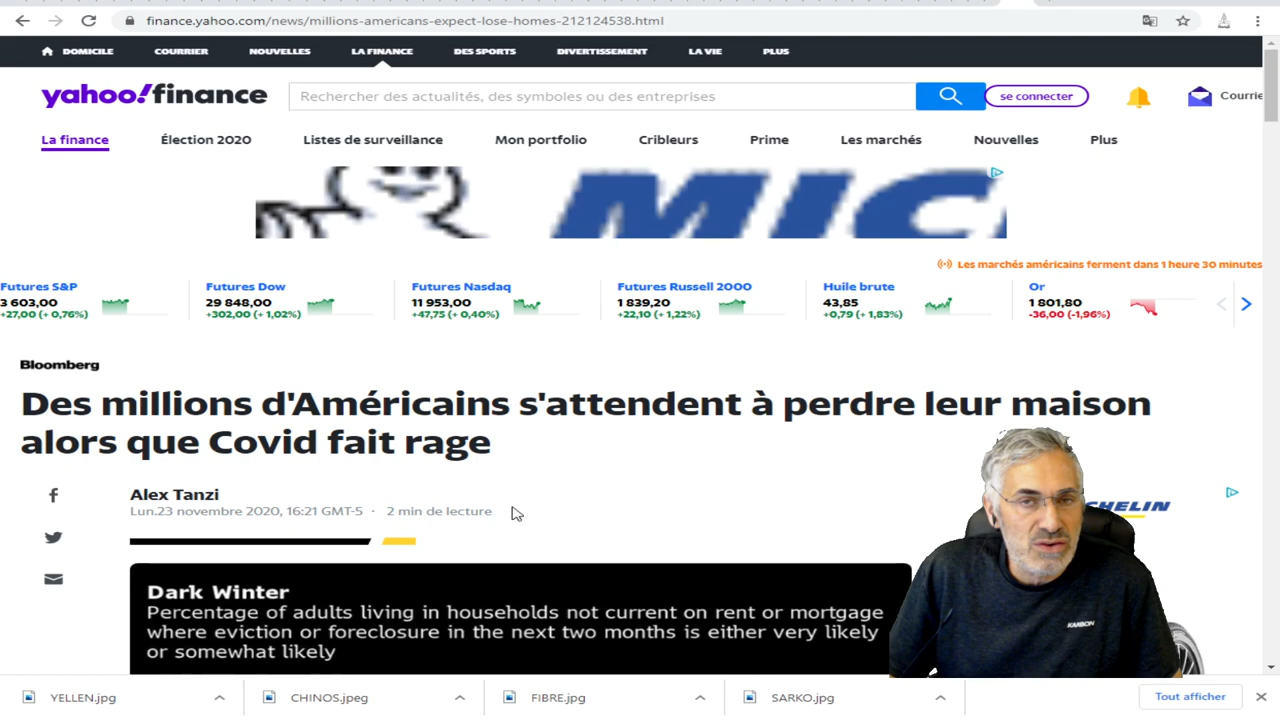 finance.yahoo.com/news/millions-americans-expect-lose-homes-212124538.html
DOMICILE COURRIER NOUVELLES LA FINANCE DES SPORTS DIVERTISSEMENT LA VIE PLUS
yahoo!finance
Rechercher des actualités, des symboles ou des entreprises
se connecter
Courrie
La finance Élection 2020 Listes de surveillance Mon portfolio Cribleurs Prime Les marchés Nouvelles Plus
MIC
Les marchés américains ferment dans 1 heure 30 minutes
Futures S&P Futures Dow Futures Nasdaq Futures Russell 2000 Huile brute Or
3 603,00 29 848,00 11 953,00 1 839,20 43,85 1 801,80
+27,00 (+ 0,76%) +302,00 (+ 1,02%) +47,75 (+ 0,40%) +22,10 (+ 1,22%) +0,79 (+ 1,83%) -36,00 (-1,96%)
Bloomberg
Des millions d'Américains s'attendent à perdre leur maison
alors que Covid fait rage
Alex Tanzi
Lun.23 novembre 2020, 16:21 GMT-5 · 2 min de lecture
CHELIN
Dark Winter
Percentage of adults living in households not current on rent or mortgage
where eviction or foreclosure in the next two months is either very likely
or somewhat likely
KARBON
YELLEN.jpg CHINOS.jpeg FIBRE.jpg SARKO.jpg Tout afficher